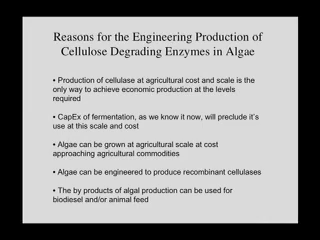 Reasons for the Engineering Production of
Cellulose Degrading Enzymes in Algae
• Production of cellulase at agricultural cost and scale is the
only way to achieve economic production at the levels
required
• CapEx of fermentation, as we know it now, will preclude it's
use at this scale and cost
• Algae can be grown at agricultural scale at cost
approaching agricultural commodities
• Algae can be engineered to produce recombinant cellulases
• The by products of algal production can be used for
biodiesel and/or animal feed